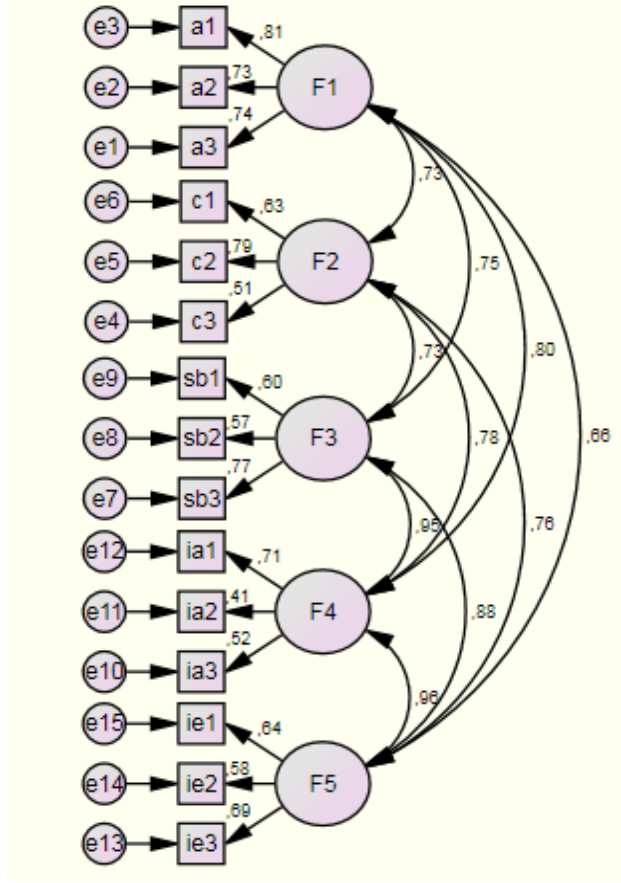 e3 a1 ,81
F1
e2 a2 ,73
,74
e1 a3
e6 c1 ,63
,73
F2
e5 c2 ,79
,75
,51
e4 c3
,73
,80
e9 sb1 ,60
F3
e8 sb2 ,57
,78
,66
,77
e7 sb3
,95
,76
e12 ia1 ,71
F4
e11 ia2 ,41
,88
,52
e10 ia3
,96
e15 ie1 ,64
F5
e14 ie2 ,58
,69
e13 ie3